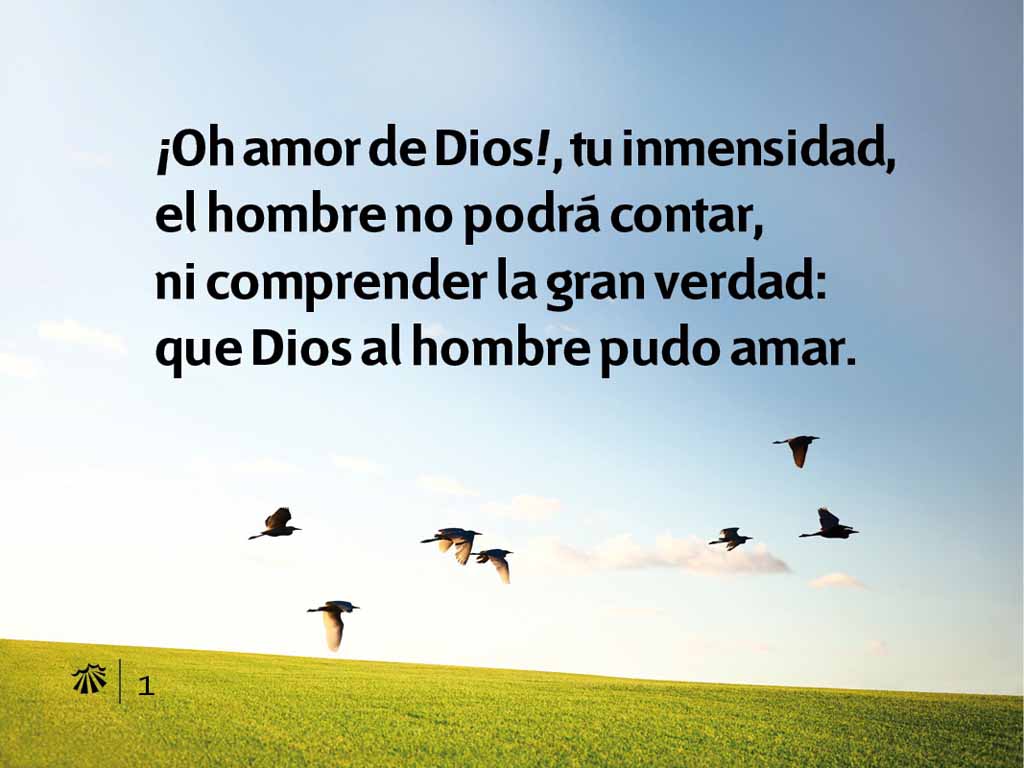 ¡Oh amor de Dios!, tu inmensidad,
el hombre no podrá contar,
ni comprender la gran verdad:
que Dios al hombre pudo amar.
1